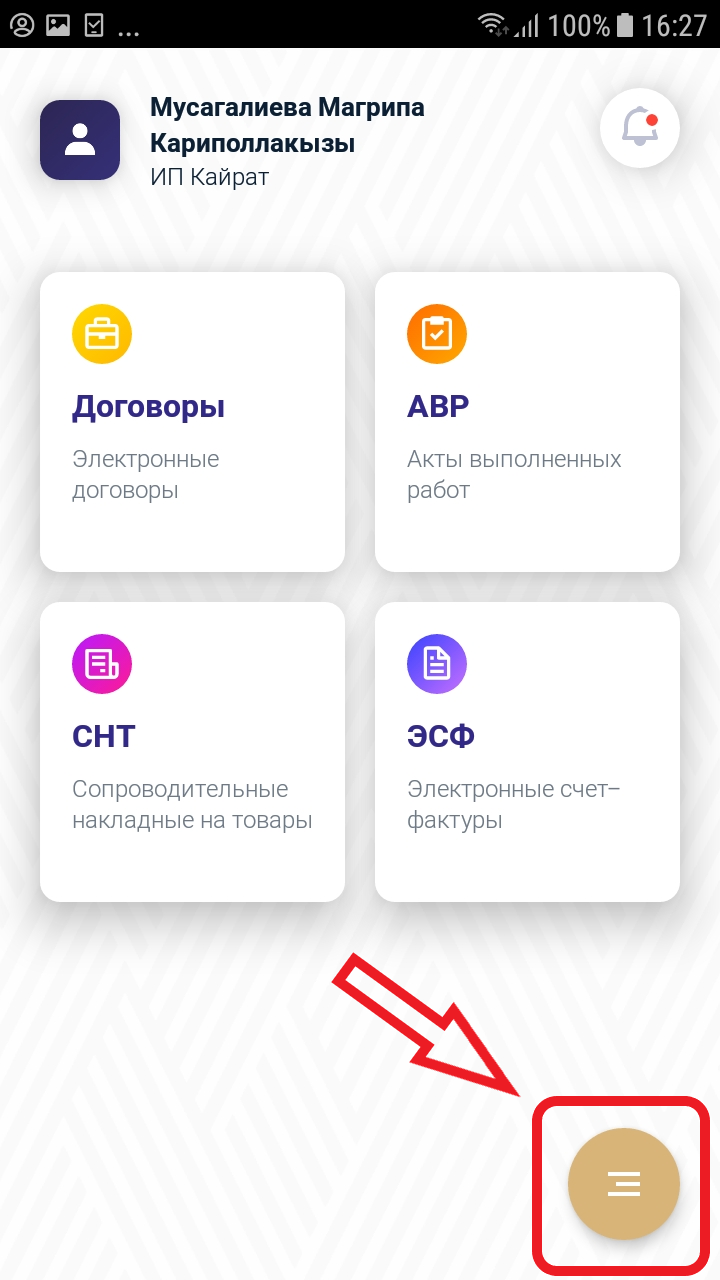 ... 100% 16:27
Мусагалиева Магрипа
Кариполлакызы
ИП Кайрат
Договоры
Электронные
договоры
АВР
Акты выполненных
работ
СНТ
Сопроводительные
накладные на товары
ЭСФ
Электронные счет–
фактуры